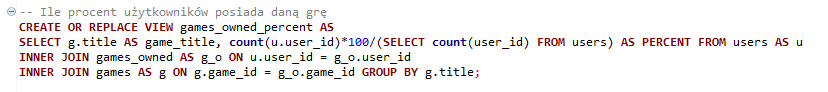 -- Ile procent użytkowników posiada daną grę
CREATE OR REPLACE VIEW games_owned_percent AS
SELECT g.title AS game_title, count(u.user_id)*100/(SELECT count(user_id) FROM users) AS PERCENT FROM users AS u
INNER JOIN games_owned AS g_o ON u.user_id = g_o.user_id
INNER JOIN games AS g ON g.game_id = g_o.game_id GROUP BY g.title;